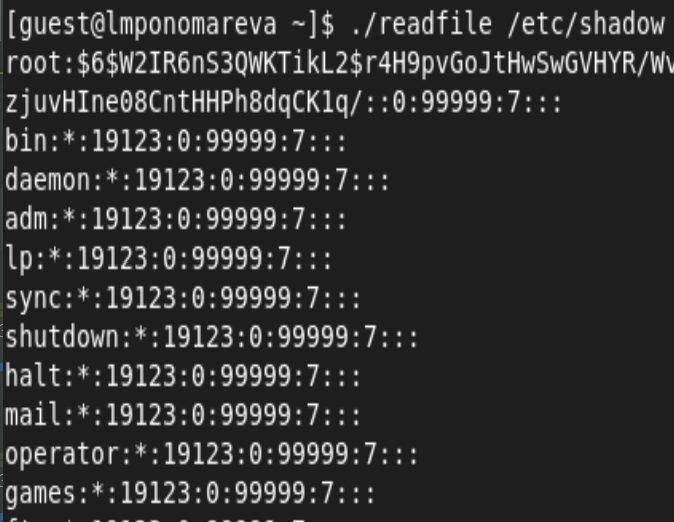 [guest@lmponomareva ~]$ ./readfile /etc/shadow
root:$6$W2IR6nS3QWKTikL2$r4H9pvGoJtHwSwGVHYR/Wv
zjuvHIne08CntHHPh8dqCK1q/::0:99999:7:::
bin:*:19123:0:99999:7:::
daemon:*:19123:0:99999:7:::
adm:*:19123:0:99999:7:::
lp:*:19123:0:99999:7:::
sync:*:19123:0:99999:7:::
shutdown:*:19123:0:99999:7:::
halt:*:19123:0:99999:7:::
mail:*:19123:0:99999:7:::
operator:*:19123:0:99999:7:::
games:*:19123:0:99999:7:::